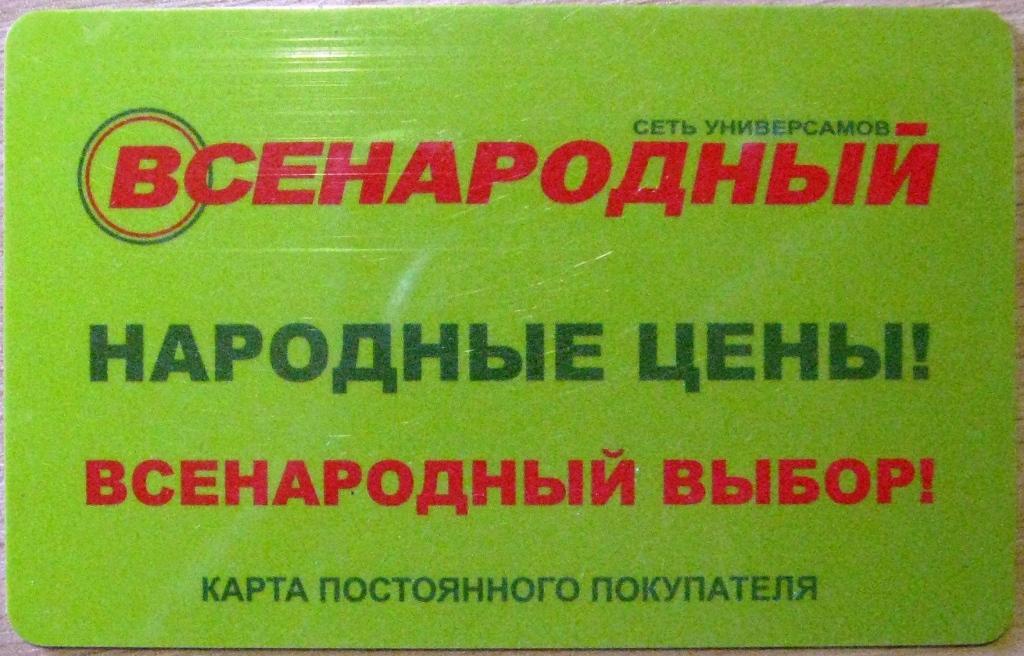 СЕТЬ УНИВЕРСАМОВ
ВСЕНАРОДНЫЙ
НАРОДНЫЕ ЦЕНЫ!
ВСЕНАРОДНЫЙ ВЫБОР!
КАРТА ПОСТОЯННОГО ПОКУПАТЕЛЯ